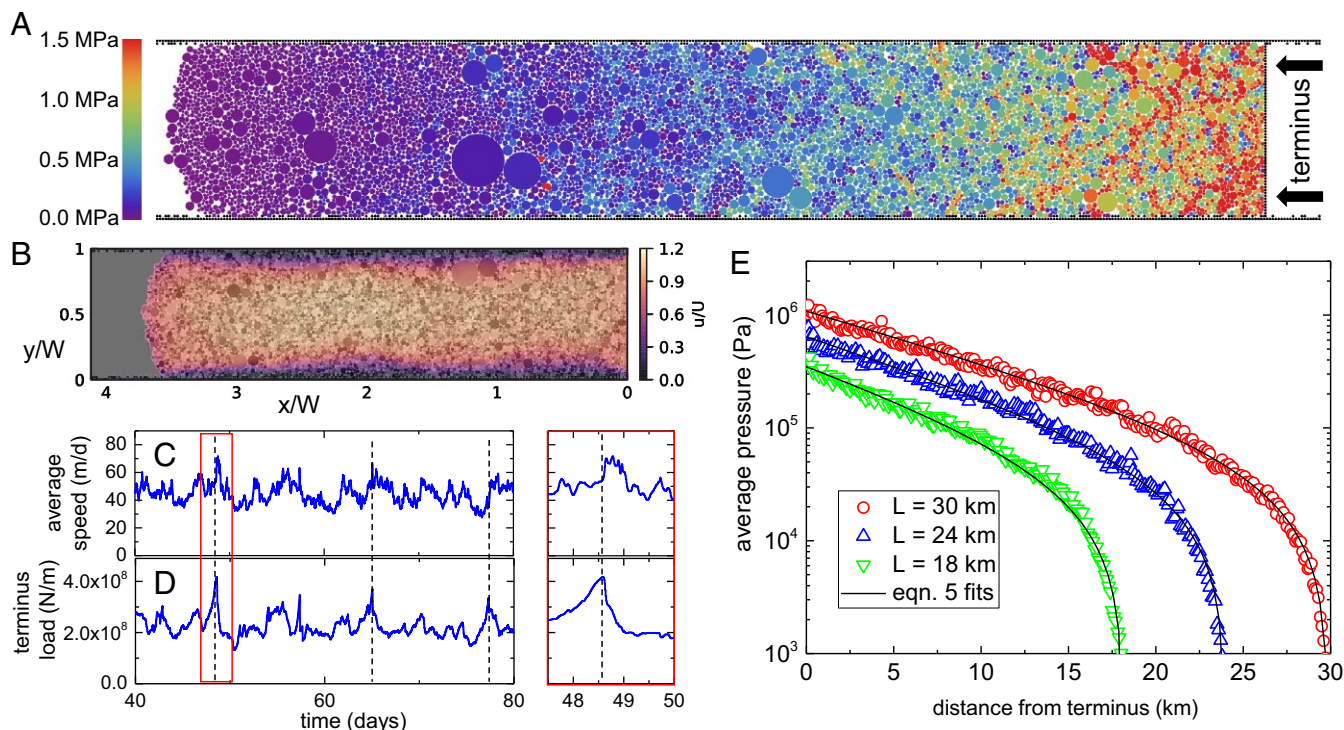 A
1.5 MPa
1.0 MPa
0.5 MPa
0.0 MPa
terminus
B
1
0.5
0
y/W
4 3 2 1 0
x/W
1.2
0.9
0.6
0.3
0.0
u/U
C
80
60
40
20
0
average
speed (m/d)
D
4.0x10⁸
2.0x10⁸
0.0
terminus
load (N/m)
40 60 80
time (days)
48 49 50
E
10⁶
10⁵
10⁴
10³
average pressure (Pa)
L = 30 km
L = 24 km
L = 18 km
eqn. 5 fits
0 5 10 15 20 25 30
distance from terminus (km)